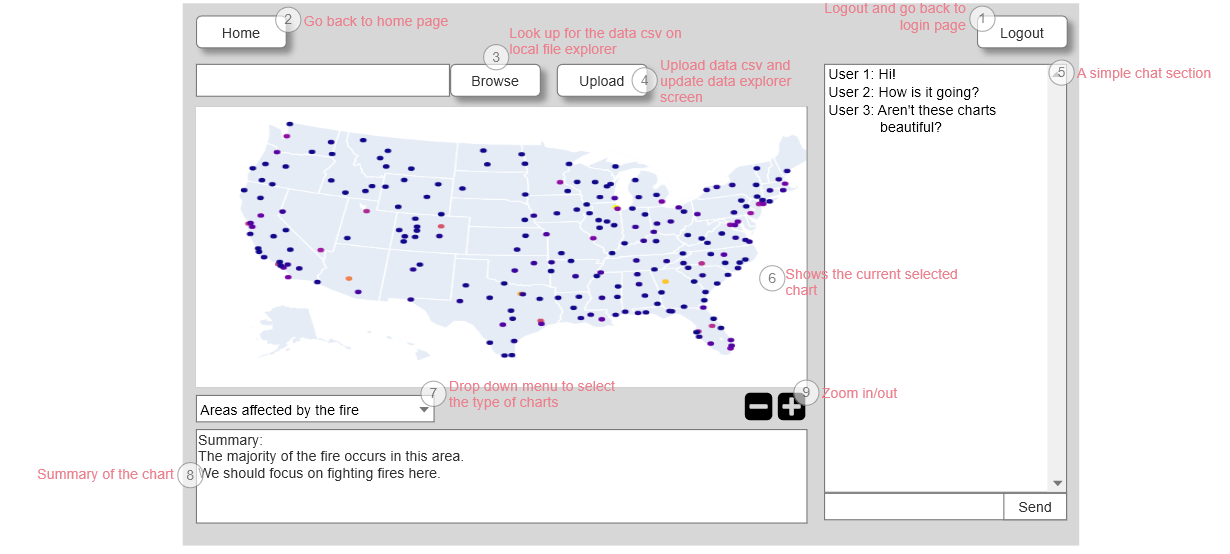 Logout and go back to
login page
1
Logout
2
Go back to home page
Home
Look up for the data csv on
local file explorer
3
Browse
Upload
4
Upload data csv and
update data explorer
screen
User 1: Hi!
User 2: How is it going?
User 3: Aren't these charts
beautiful?
5
A simple chat section
6
Shows the current selected
chart
7
Drop down menu to select
the type of charts
Areas affected by the fire
9
Zoom in/out
Summary:
The majority of the fire occurs in this area.
We should focus on fighting fires here.
Summary of the chart
8
Send